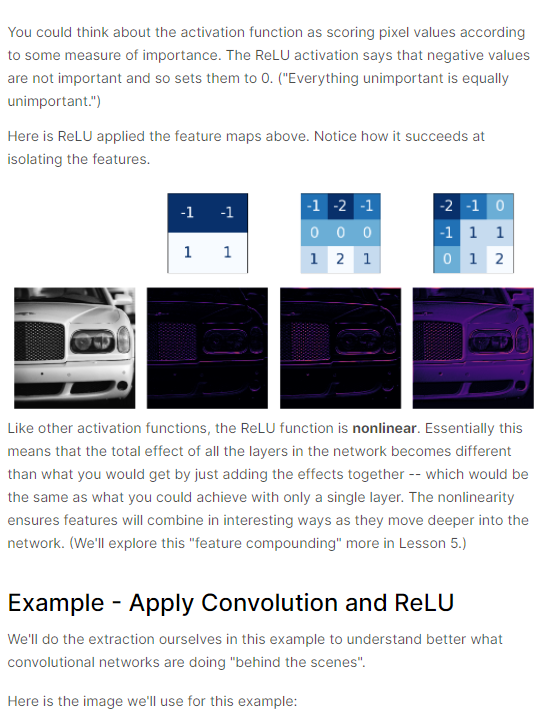 You could think about the activation function as scoring pixel values according
to some measure of importance. The ReLU activation says that negative values
are not important and so sets them to 0. ("Everything unimportant is equally
unimportant.")
Here is ReLU applied the feature maps above. Notice how it succeeds at
isolating the features.
-1 -1
1 1
-1 -2 -1
0 0 0
1 2 1
-2 -1 0
-1 1 1
0 1 2
Like other activation functions, the ReLU function is nonlinear. Essentially this
means that the total effect of all the layers in the network becomes different
than what you would get by just adding the effects together -- which would be
the same as what you could achieve with only a single layer. The nonlinearity
ensures features will combine in interesting ways as they move deeper into the
network. (We'll explore this "feature compounding" more in Lesson 5.)
Example - Apply Convolution and ReLU
We'll do the extraction ourselves in this example to understand better what
convolutional networks are doing "behind the scenes".
Here is the image we'll use for this example: